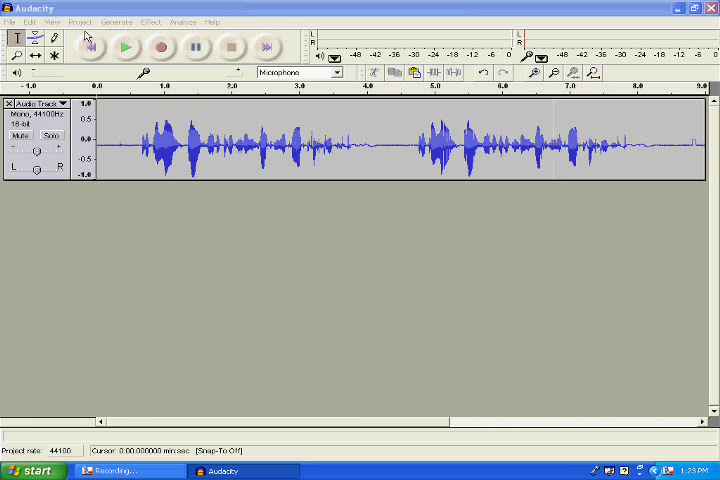 Audacity
File Edit View Project Generate Effect Analyze Help
L
R
-48 -42 -36 -30 -24 -18 -12 -6 0
L
R
-48 -42 -36 -30 -24 -18 -12 -6 0
Microphone
- 1.0 0.0 1.0 2.0 3.0 4.0 5.0 6.0 7.0 8.0 9.0
Audio Track
Mono, 44100Hz
16-bit
Mute Solo
- +
L R
1.0
0.5
0.0
-0.5
-1.0
Project rate: 44100 Cursor: 0:00.000000 min:sec [Snap-To Off]
start Recording... Audacity 1:23 PM